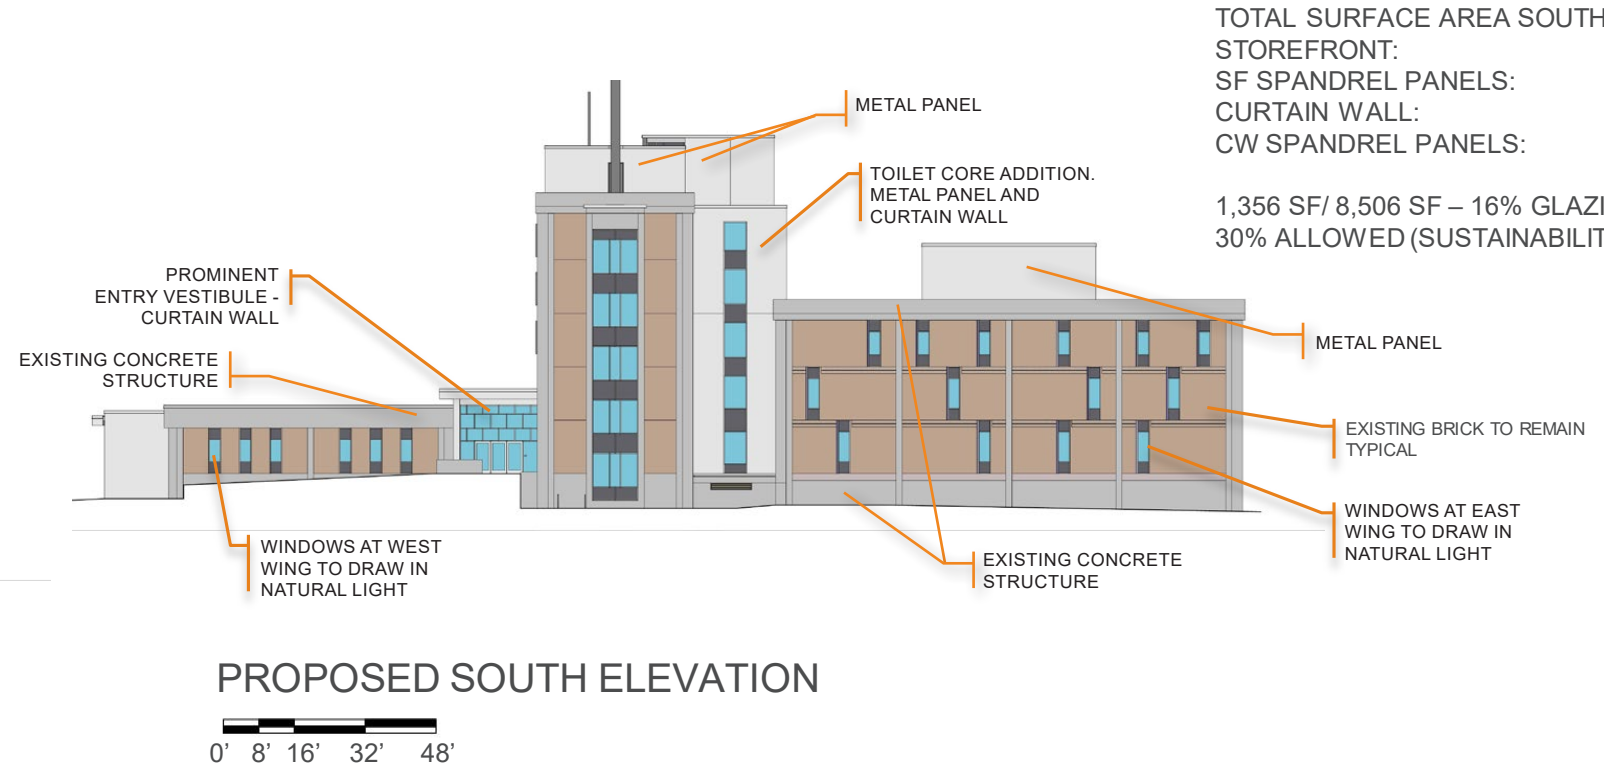 TOTAL SURFACE AREA SOUTH
STOREFRONT:
SF SPANDREL PANELS:
CURTAIN WALL:
CW SPANDREL PANELS:
1,356 SF/ 8,506 SF – 16% GLAZI
30% ALLOWED (SUSTAINABILIT
METAL PANEL
TOILET CORE ADDITION.
METAL PANEL AND
CURTAIN WALL
PROMINENT
ENTRY VESTIBULE -
CURTAIN WALL
EXISTING CONCRETE
STRUCTURE
METAL PANEL
EXISTING BRICK TO REMAIN
TYPICAL
WINDOWS AT EAST
WING TO DRAW IN
NATURAL LIGHT
WINDOWS AT WEST
WING TO DRAW IN
NATURAL LIGHT
EXISTING CONCRETE
STRUCTURE
PROPOSED SOUTH ELEVATION
0’ 8’ 16’ 32’ 48’